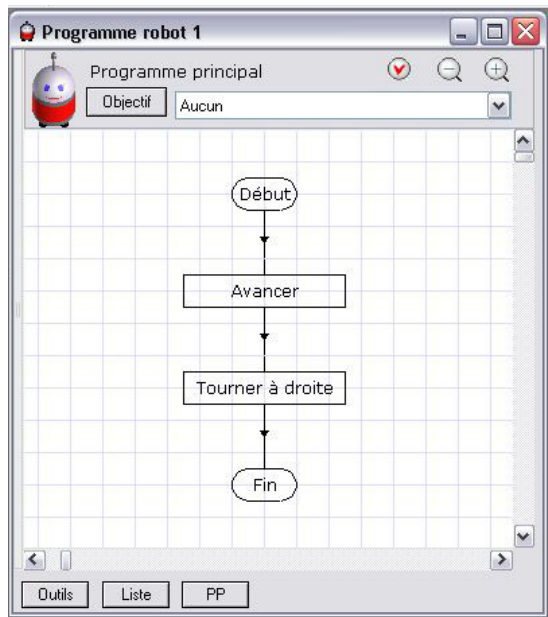 Programme robot 1
Programme principal
Objectif
Aucun
Début
Avancer
Tourner à droite
Fin
Outils
Liste
PP